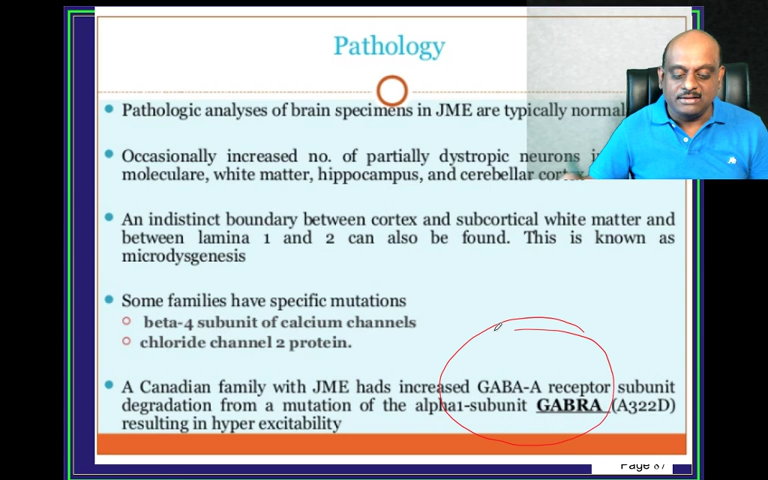 Pathology
Pathologic analyses of brain specimens in JME are typically normal
Occasionally increased no. of partially dystropic neurons
moleculare, white matter, hippocampus, and cerebellar
An indistinct boundary between cortex and subcortical white matter and
between lamina 1 and 2 can also be found. This is known as
microdysgenesis
Some families have specific mutations
beta-4 subunit of calcium channels
chloride channel 2 protein.
A Canadian family with JME hads increased GABA-A receptor subunit
degradation from a mutation of the alpha1-subunit GABRA (A322D)
resulting in hyper excitability
Page 87